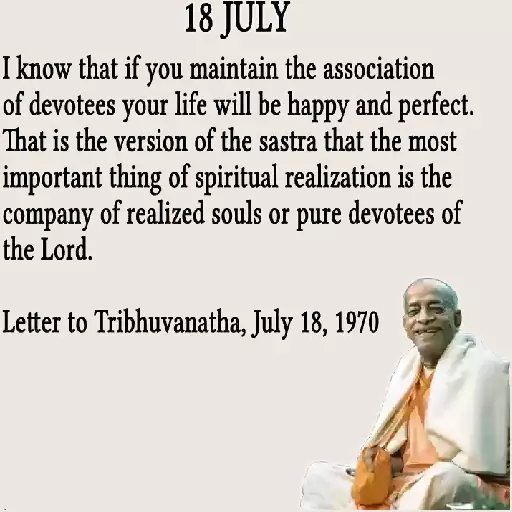 18 JULY
I know that if you maintain the association
of devotees your life will be happy and perfect.
That is the version of the sastra that the most
important thing of spiritual realization is the
company of realized souls or pure devotees of
the Lord.
Letter to Tribhuvanatha, July 18, 1970